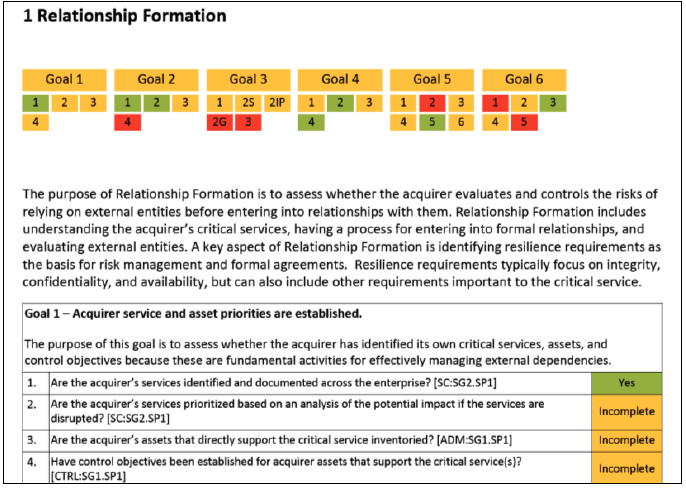 1 Relationship Formation
Goal 1 Goal 2 Goal 3 Goal 4 Goal 5 Goal 6
1 2 3 1 2 3 1 2S 2IP 1 2 3 1 2 3 1 2 3
4 4 2G 3 4 4 5 6 4 5
The purpose of Relationship Formation is to assess whether the acquirer evaluates and controls the risks of
relying on external entities before entering into relationships with them. Relationship Formation includes
understanding the acquirer's critical services, having a process for entering into formal relationships, and
evaluating external entities. A key aspect of Relationship Formation is identifying resilience requirements as
the basis for risk management and formal agreements. Resilience requirements typically focus on integrity,
confidentiality, and availability, but can also include other requirements important to the critical service.
Goal 1 – Acquirer service and asset priorities are established.
The purpose of this goal is to assess whether the acquirer has identified its own critical services, assets, and
control objectives because these are fundamental activities for effectively managing external dependencies.
1. Are the acquirer's services identified and documented across the enterprise? [SC:SG2.SP1] Yes
2. Are the acquirer's services prioritized based on an analysis of the potential impact if the services are
disrupted? [SC:SG2.SP1] Incomplete
3. Are the acquirer's assets that directly support the critical service inventoried? [ADM:SG1.SP1] Incomplete
4. Have control objectives been established for acquirer assets that support the critical service(s)?
[CTRL:SG1.SP1] Incomplete